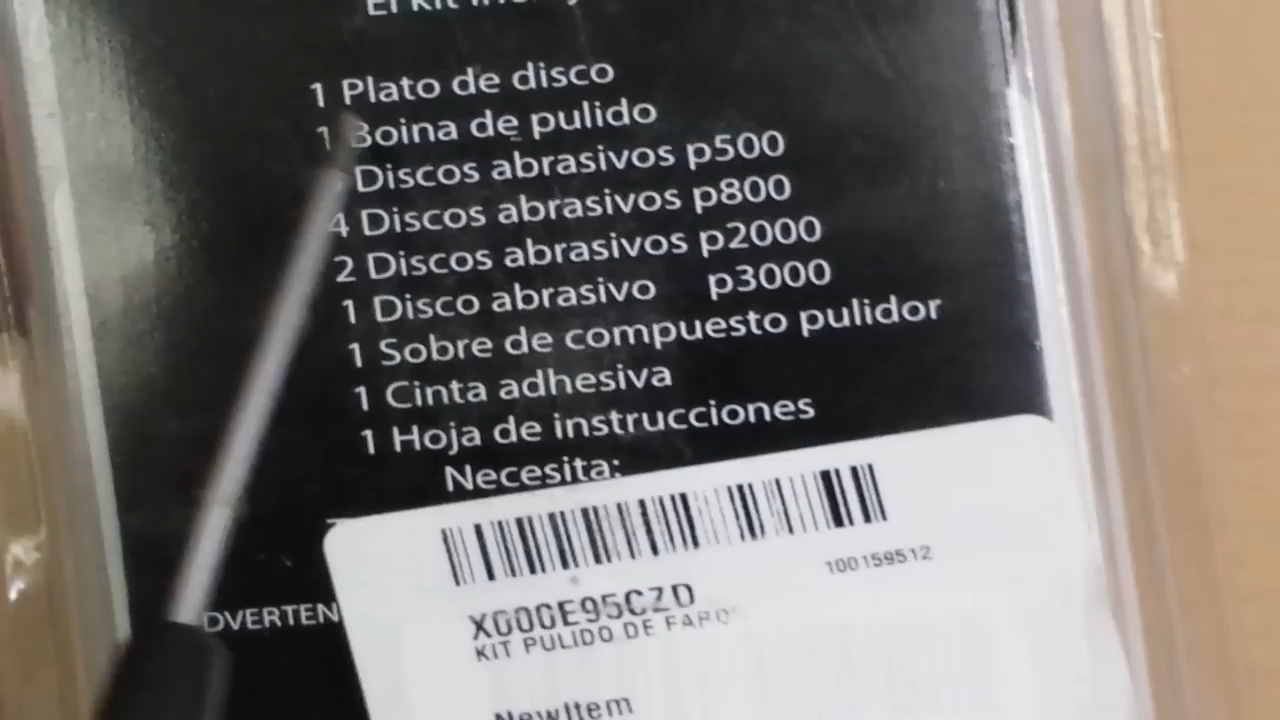 El kit
1 Plato de disco
1 Boina de pulido
Discos abrasivos p500
4 Discos abrasivos p800
2 Discos abrasivos p2000
1 Disco abrasivo p3000
1 Sobre de compuesto pulidor
1 Cinta adhesiva
1 Hoja de instrucciones
Necesita:
100159512
X000E95CZD
KIT PULIDO DE FARO
DVERTEN
NewItem